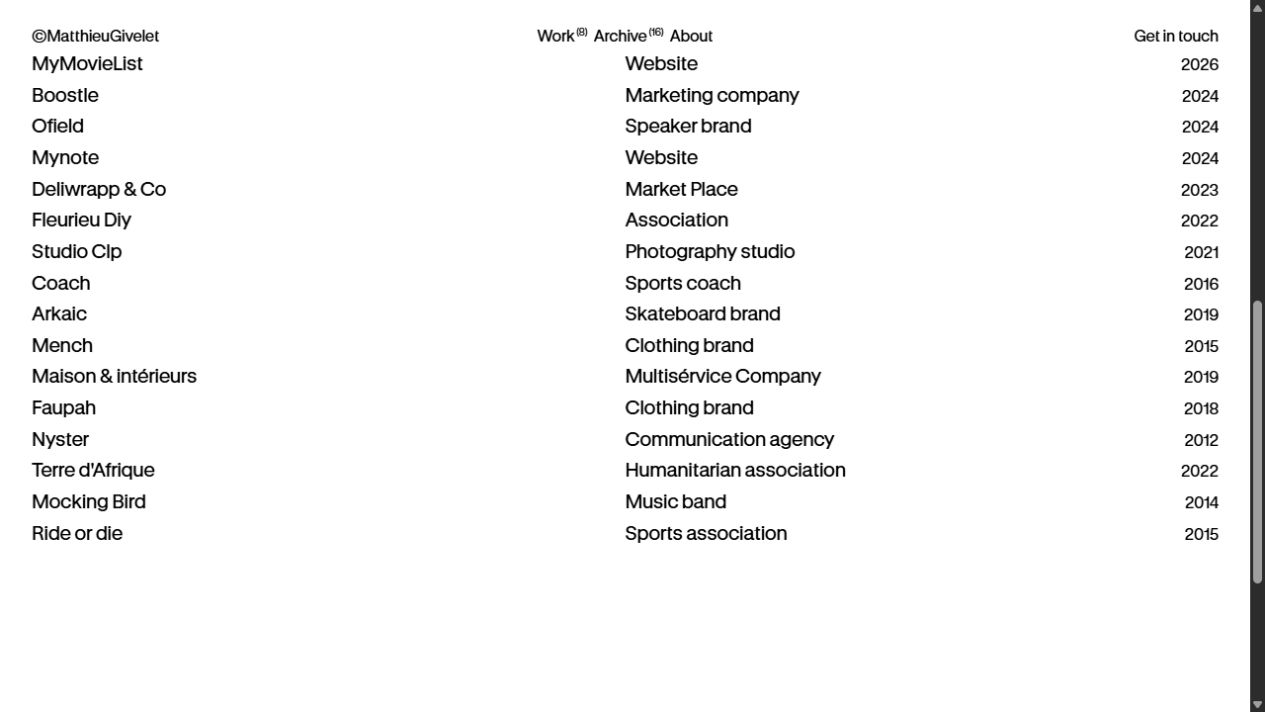 ©MatthieuGivelet Work (8) Archive (16) About Get in touch
MyMovieList Website 2026
Boostle Marketing company 2024
Ofield Speaker brand 2024
Mynote Website 2024
Deliwrapp & Co Market Place 2023
Fleurieu Diy Association 2022
Studio Clp Photography studio 2021
Coach Sports coach 2016
Arkaic Skateboard brand 2019
Mench Clothing brand 2015
Maison & intérieurs Multisérvice Company 2019
Faupah Clothing brand 2018
Nyster Communication agency 2012
Terre d'Afrique Humanitarian association 2022
Mocking Bird Music band 2014
Ride or die Sports association 2015